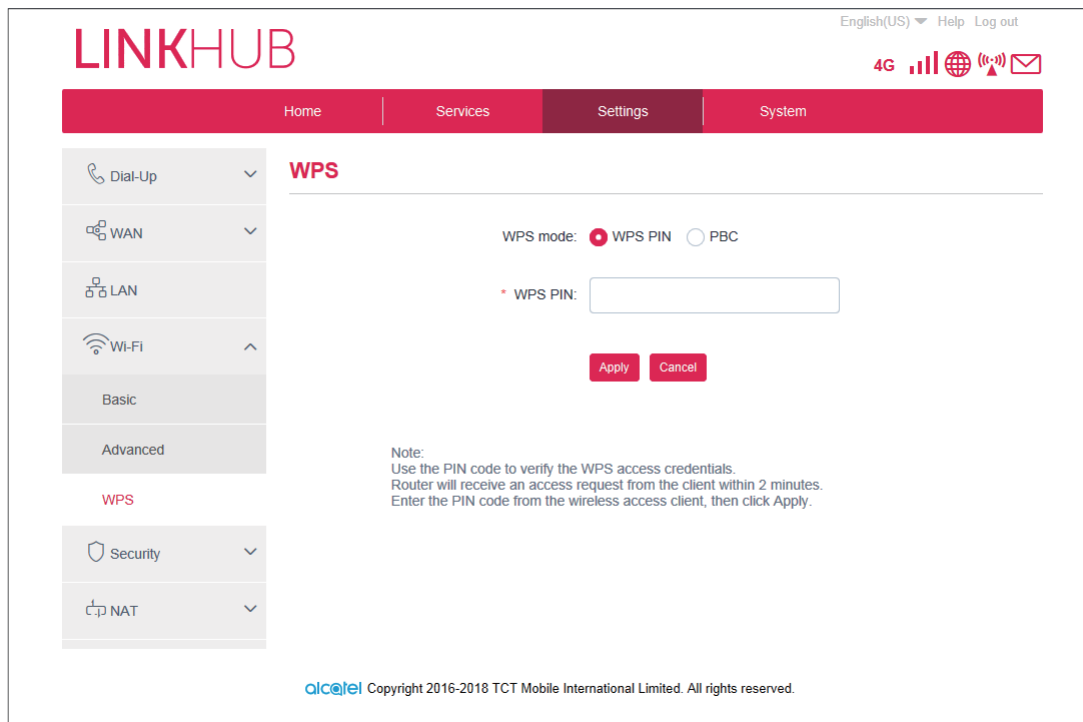 English(US) Help Log out
LINKHUB
4G
Home Services Settings System
Dial-Up
WAN
LAN
Wi-Fi
Basic
Advanced
WPS
Security
NAT
WPS
WPS mode: WPS PIN PBC
* WPS PIN:
Apply Cancel
Note:
Use the PIN code to verify the WPS access credentials.
Router will receive an access request from the client within 2 minutes.
Enter the PIN code from the wireless access client, then click Apply.
alcatel Copyright 2016-2018 TCT Mobile International Limited. All rights reserved.